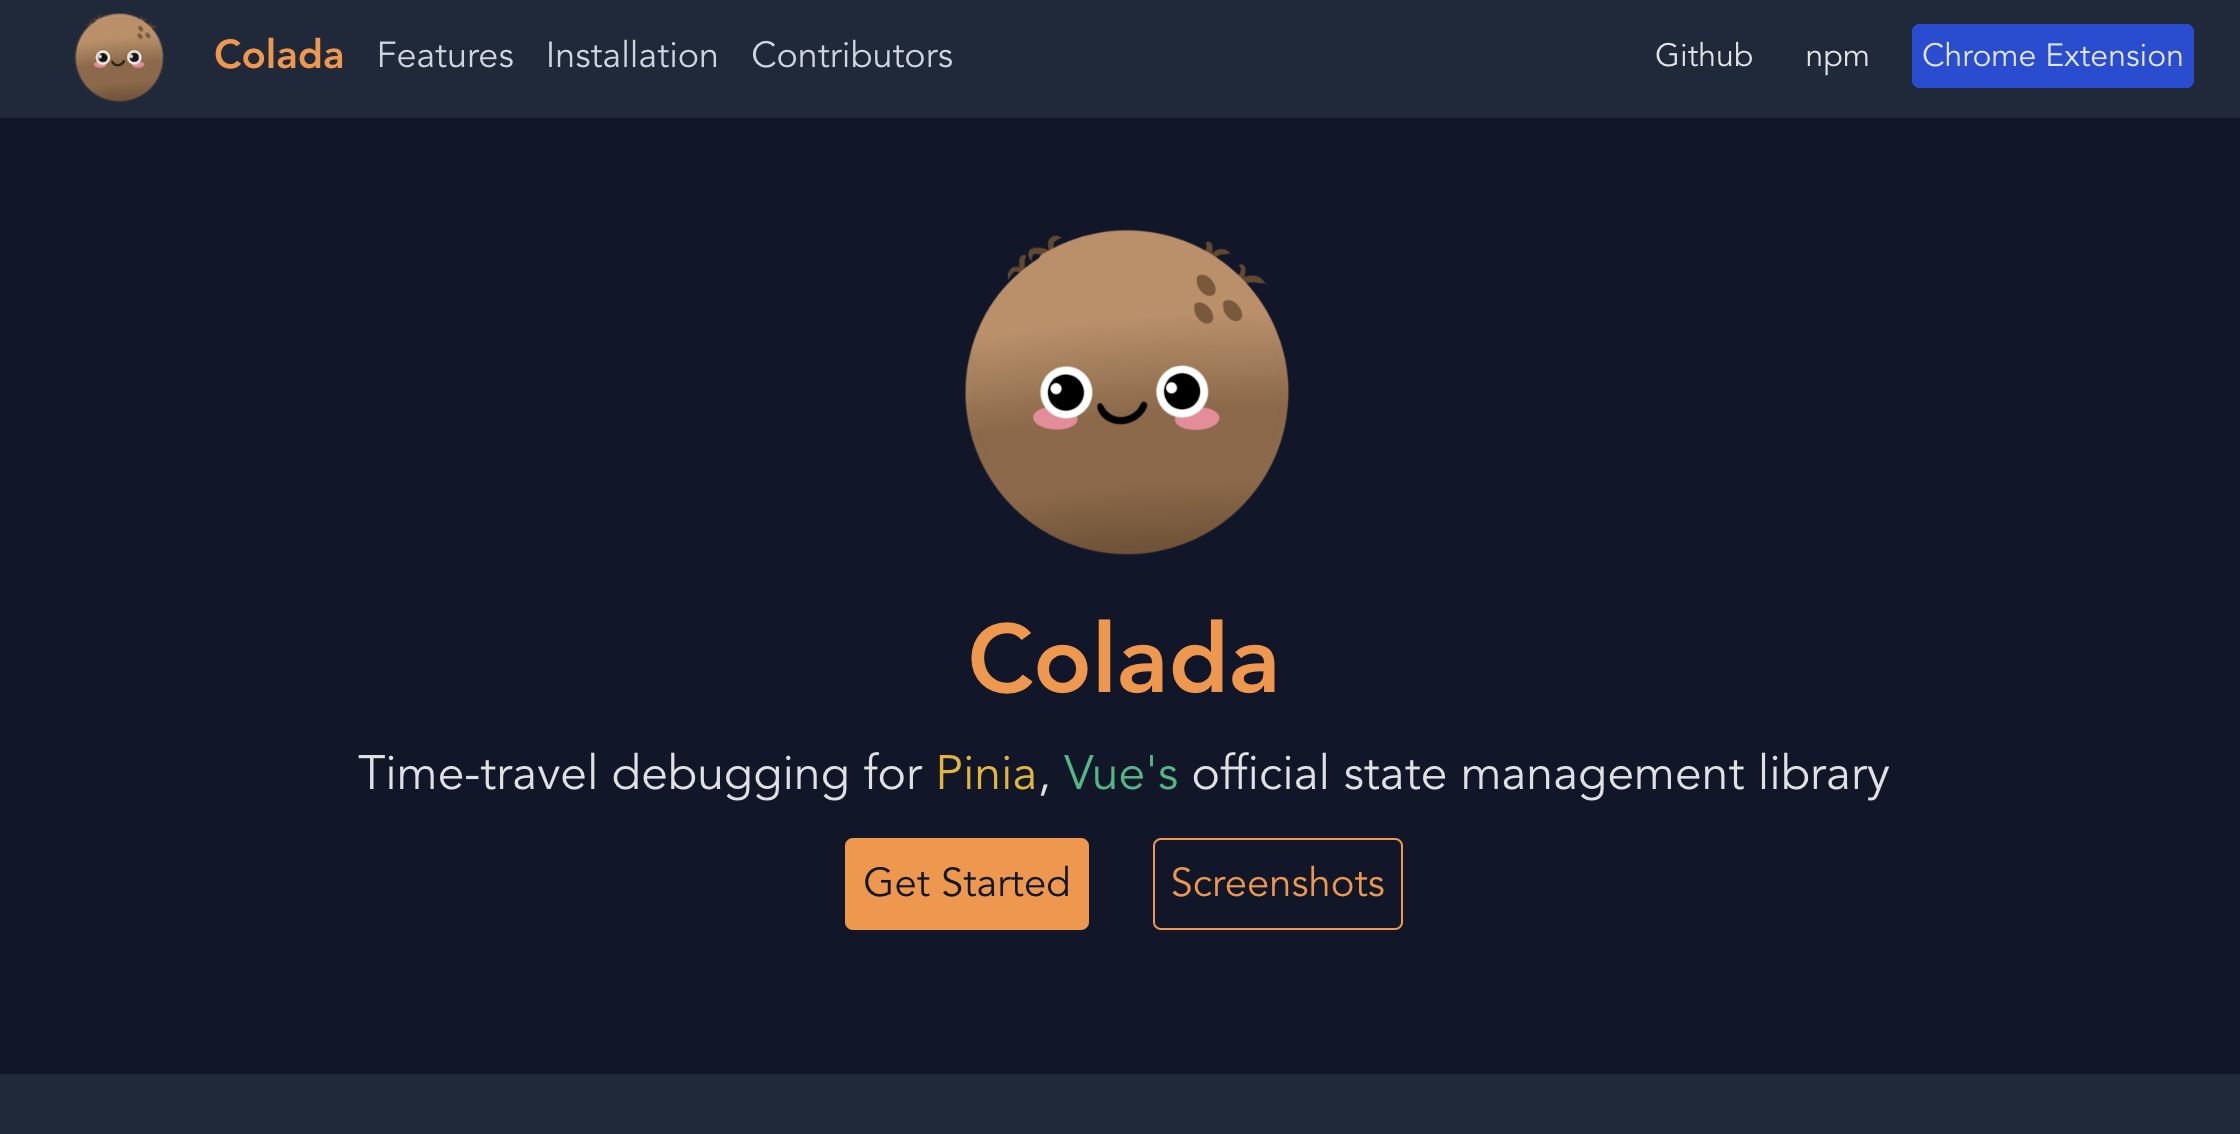 Colada Features Installation Contributors Github npm Chrome Extension
Colada
Time-travel debugging for Pinia, Vue's official state management library
Get Started Screenshots